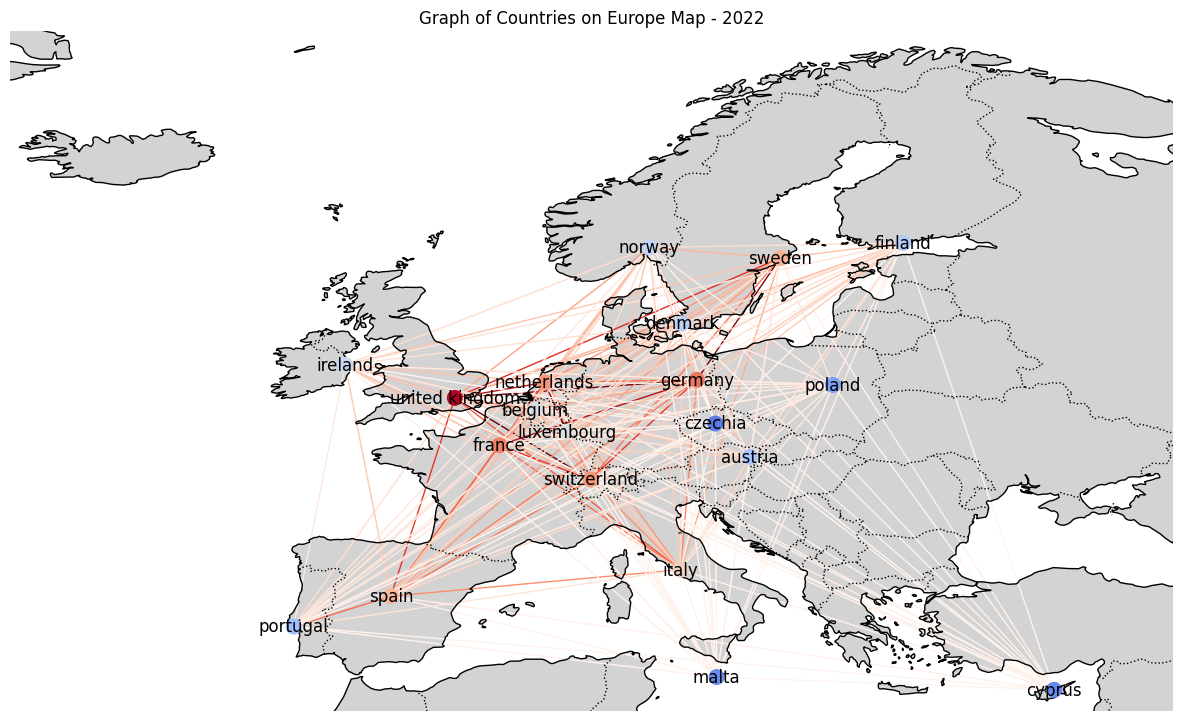 Graph of Countries on Europe Map - 2022
norway
finland
sweden
denmark
ireland
netherlands
germany
poland
united kingdom
belgium
czechia
luxembourg
france
austria
switzerland
italy
spain
portugal
malta
cyprus